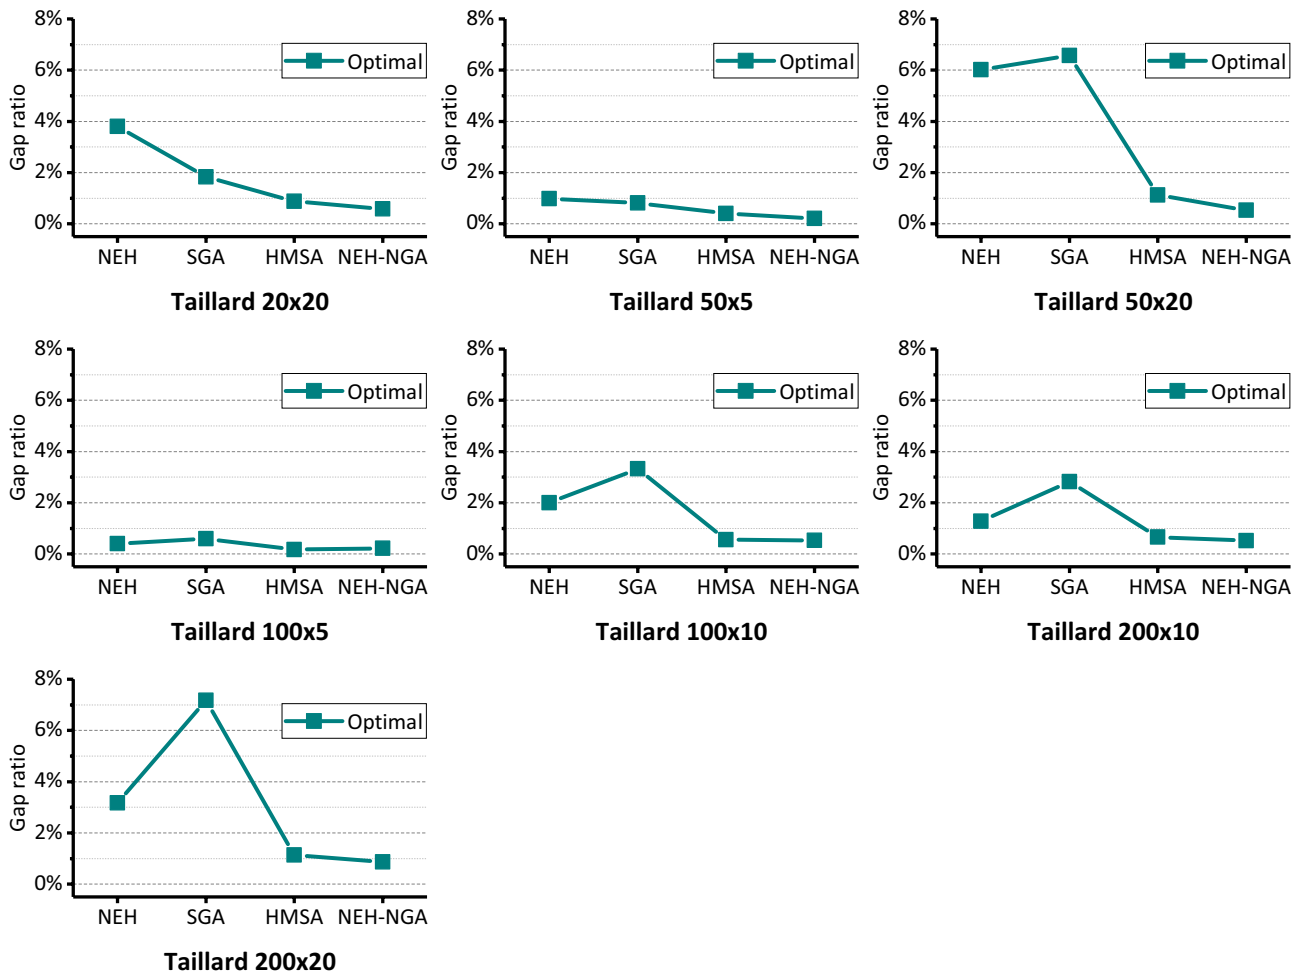 8%
6%
4%
2%
0%
Gap ratio
Optimal
NEH SGA HMSA NEH-NGA
Taillard 20x20
8%
6%
4%
2%
0%
Gap ratio
Optimal
NEH SGA HMSA NEH-NGA
Taillard 50x5
8%
6%
4%
2%
0%
Gap ratio
Optimal
NEH SGA HMSA NEH-NGA
Taillard 50x20
8%
6%
4%
2%
0%
Gap ratio
Optimal
NEH SGA HMSA NEH-NGA
Taillard 100x5
8%
6%
4%
2%
0%
Gap ratio
Optimal
NEH SGA HMSA NEH-NGA
Taillard 100x10
8%
6%
4%
2%
0%
Gap ratio
Optimal
NEH SGA HMSA NEH-NGA
Taillard 200x10
8%
6%
4%
2%
0%
Gap ratio
Optimal
NEH SGA HMSA NEH-NGA
Taillard 200x20